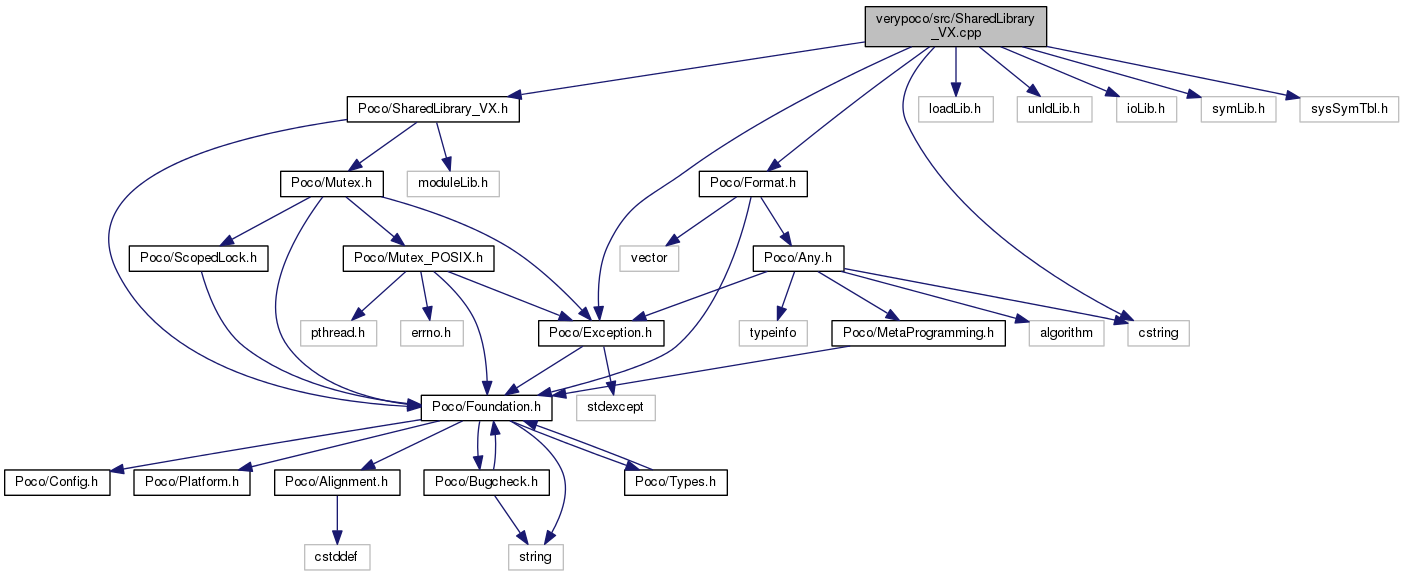 verypoco/src/SharedLibrary
_VX.cpp
Poco/SharedLibrary_VX.h
loadLib.h
unldLib.h
ioLib.h
symLib.h
sysSymTbl.h
Poco/Mutex.h
moduleLib.h
Poco/Format.h
Poco/ScopedLock.h
Poco/Mutex_POSIX.h
vector
Poco/Any.h
pthread.h
errno.h
Poco/Exception.h
typeinfo
Poco/MetaProgramming.h
algorithm
cstring
Poco/Foundation.h
stdexcept
Poco/Config.h
Poco/Platform.h
Poco/Alignment.h
Poco/Bugcheck.h
Poco/Types.h
cstddef
string